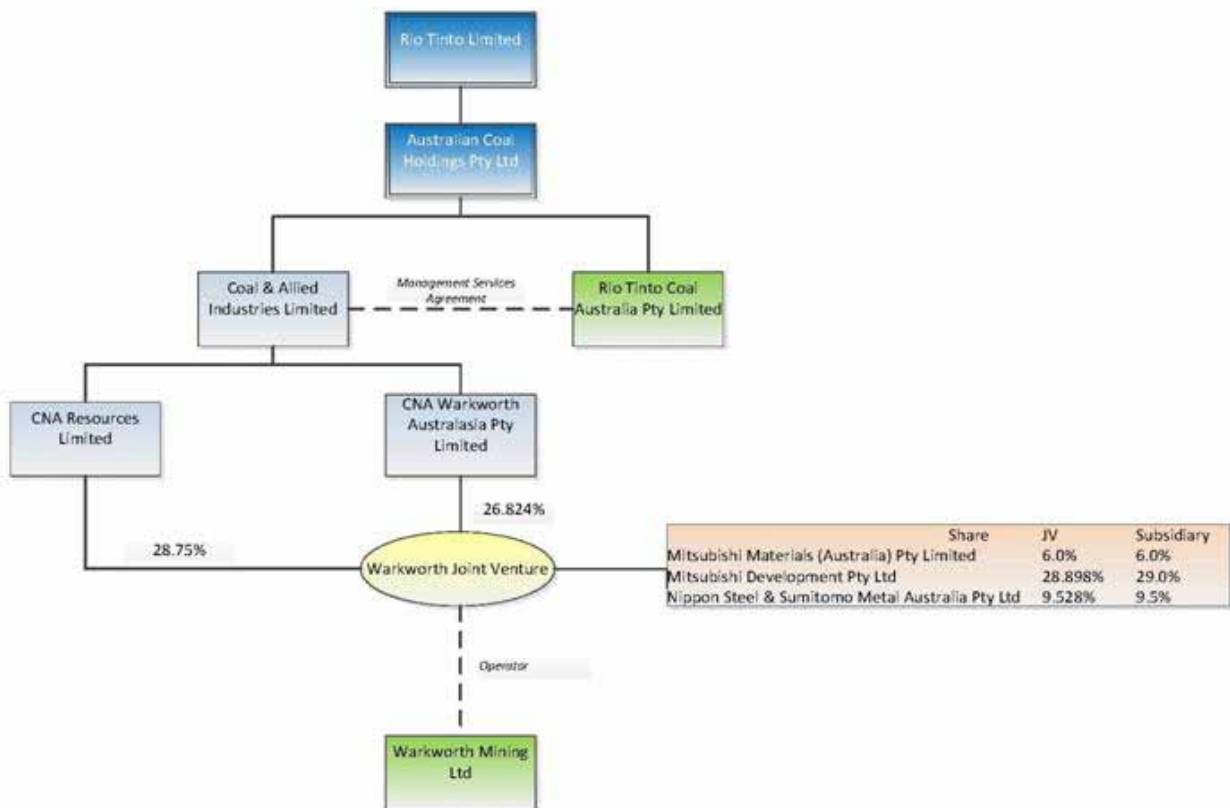 Rio Tinto Limited
Australian Coal
Holdings Pty Ltd
Coal & Allied
Industries Limited
Management Services
Agreement
Rio Tinto Coal
Australia Pty Limited
CNA Resources
Limited
CNA Warkworth
Australasia Pty
Limited
26.824%
28.75%
Warkworth Joint Venture
Share JV Subsidiary
Mitsubishi Materials (Australia) Pty Limited 6.0% 6.0%
Mitsubishi Development Pty Ltd 28.898% 29.0%
Nippon Steel & Sumitomo Metal Australia Pty Ltd 9.528% 9.5%
Operator
Warkworth Mining
Ltd